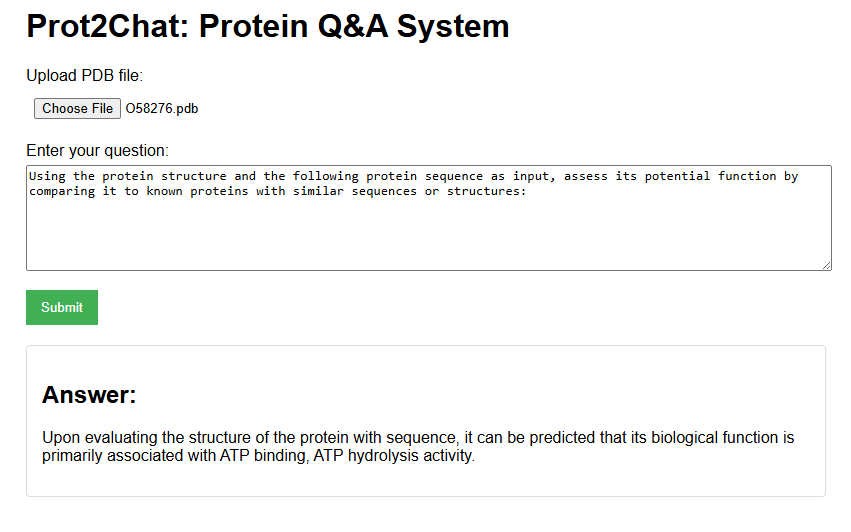 Prot2Chat: Protein Q&A System
Upload PDB file:
Choose File O58276.pdb
Enter your question:
Using the protein structure and the following protein sequence as input, assess its potential function by
comparing it to known proteins with similar sequences or structures:
Submit
Answer:
Upon evaluating the structure of the protein with sequence, it can be predicted that its biological function is
primarily associated with ATP binding, ATP hydrolysis activity.